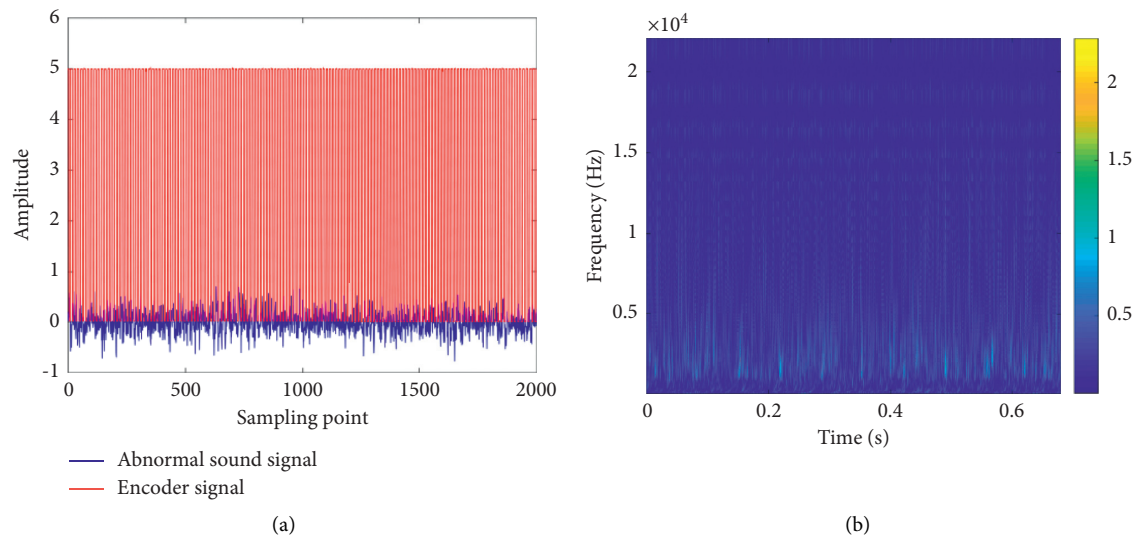 6
5
4
3
2
1
0
-1
Amplitude
0 500 1000 1500 2000
Sampling point
Abnormal sound signal
Encoder signal
(a)
×10⁴
2
1.5
1
0.5
Frequency (Hz)
0 0.2 0.4 0.6
Time (s)
2
1.5
1
0.5
(b)